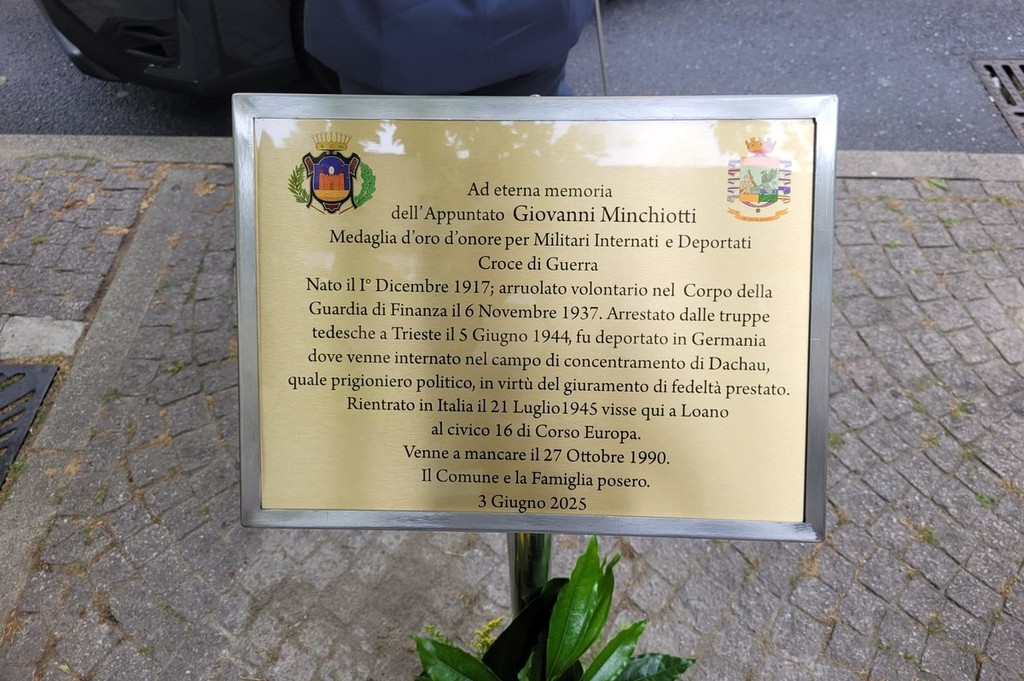 Ad eterna memoria
dell'Appuntato Giovanni Minchiotti
Medaglia d'oro d'onore per Militari Internati e Deportati
Croce di Guerra
Nato il I° Dicembre 1917; arruolato volontario nel Corpo della
Guardia di Finanza il 6 Novembre 1937. Arrestato dalle truppe
tedesche a Trieste il 5 Giugno 1944, fu deportato in Germania
dove venne internato nel campo di concentramento di Dachau,
quale prigioniero politico, in virtù del giuramento di fedeltà prestato.
Rientrato in Italia il 21 Luglio1945 visse qui a Loano
al civico 16 di Corso Europa.
Venne a mancare il 27 Ottobre 1990.
Il Comune e la Famiglia posero.
3 Giugno 2025